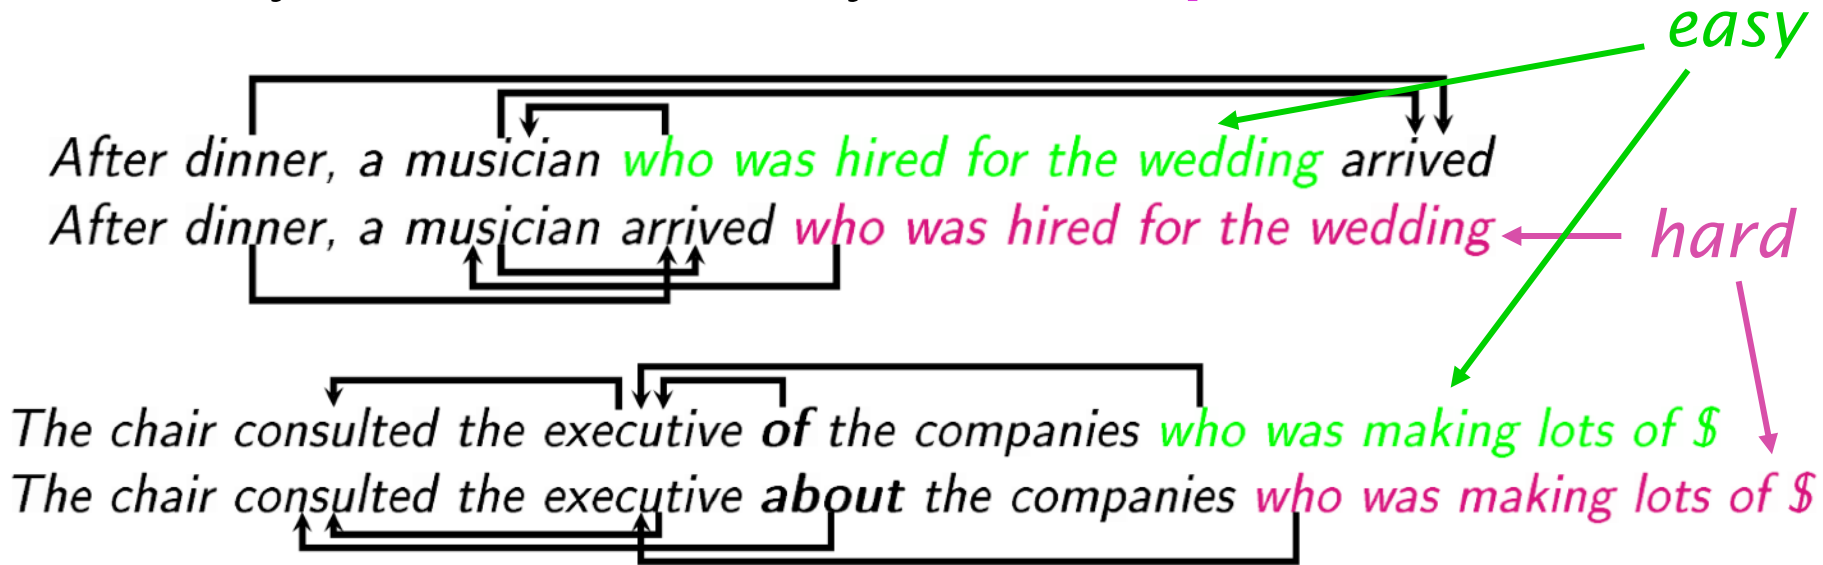 easy
After dinner, a musician who was hired for the wedding arrived
After dinner, a musician arrived who was hired for the wedding
hard
The chair consulted the executive of the companies who was making lots of $
The chair consulted the executive about the companies who was making lots of $